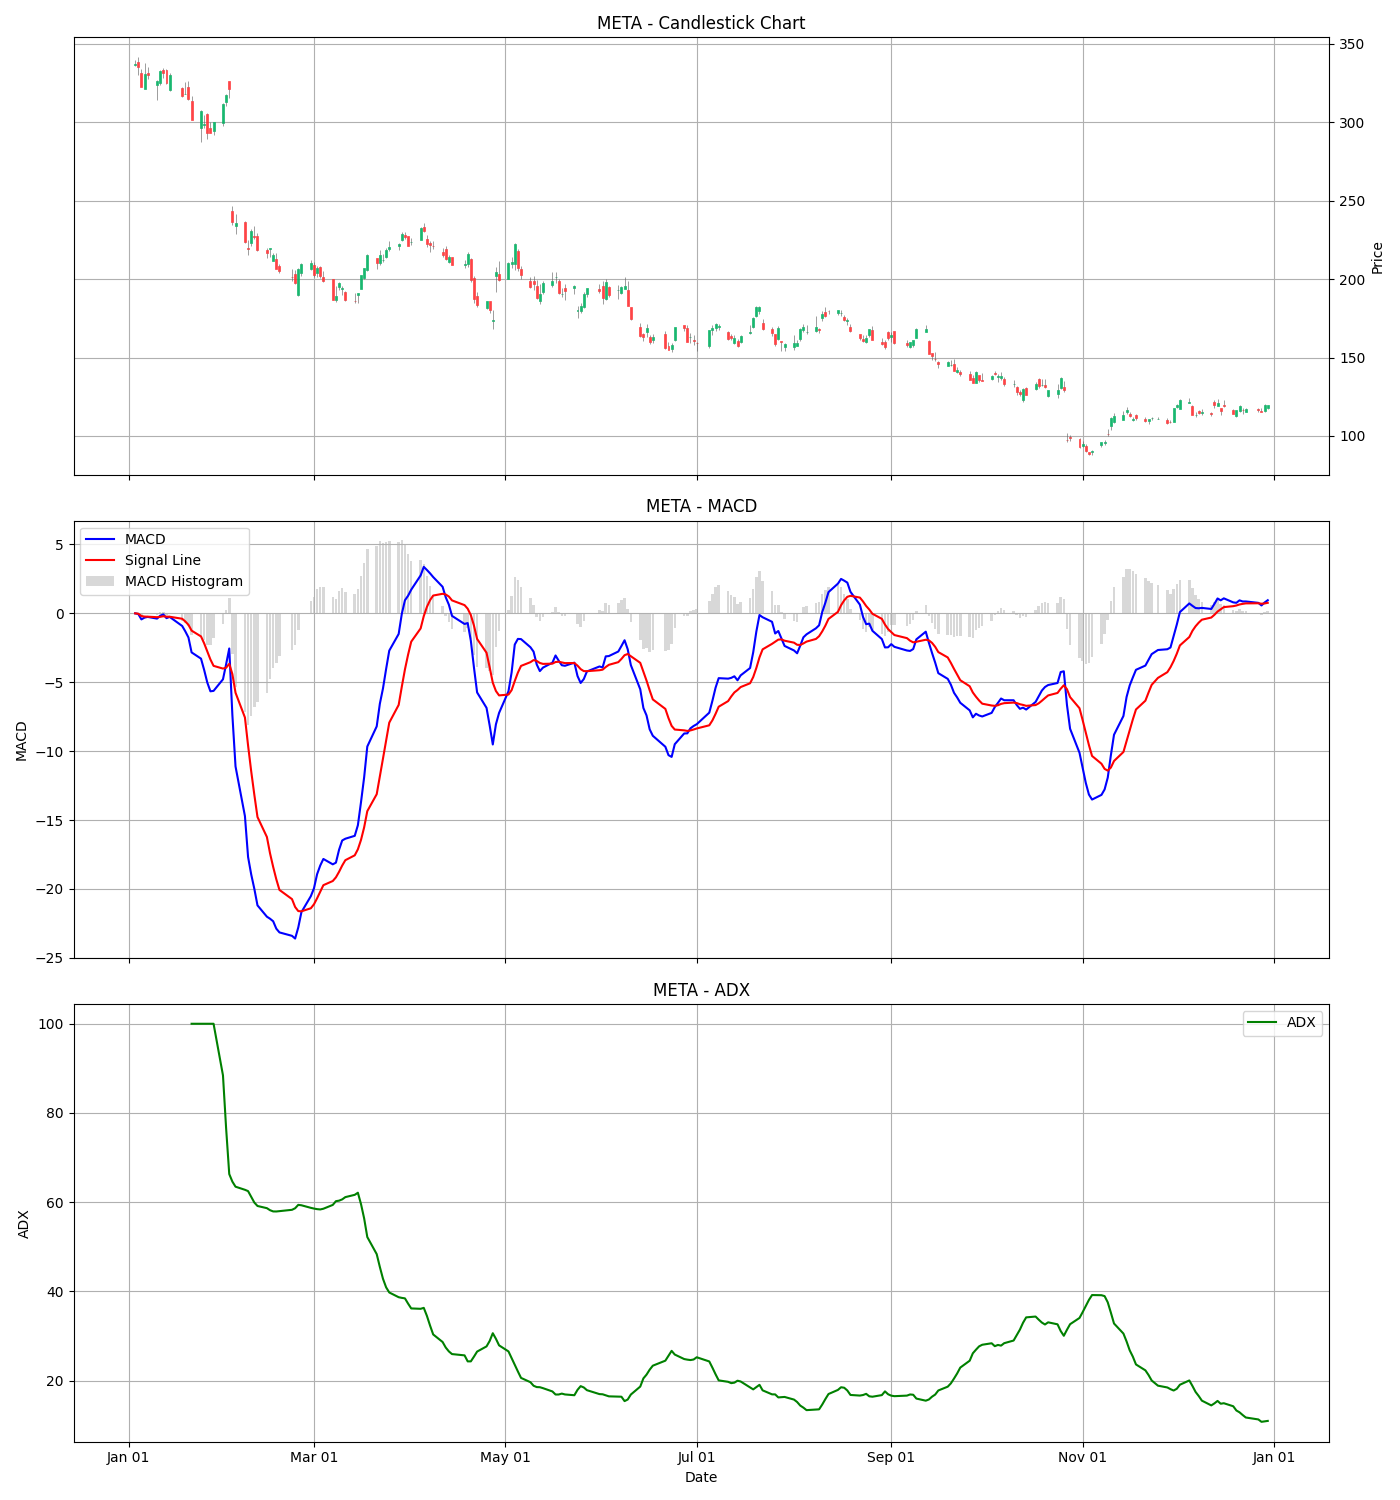 META - Candlestick Chart
350
300
250
200
150
100
Price
META - MACD
MACD
Signal Line
MACD Histogram
5
0
−5
−10
−15
−20
−25
MACD
META - ADX
ADX
100
80
60
40
20
ADX
Jan 01
Mar 01
May 01
Jul 01
Sep 01
Nov 01
Jan 01
Date